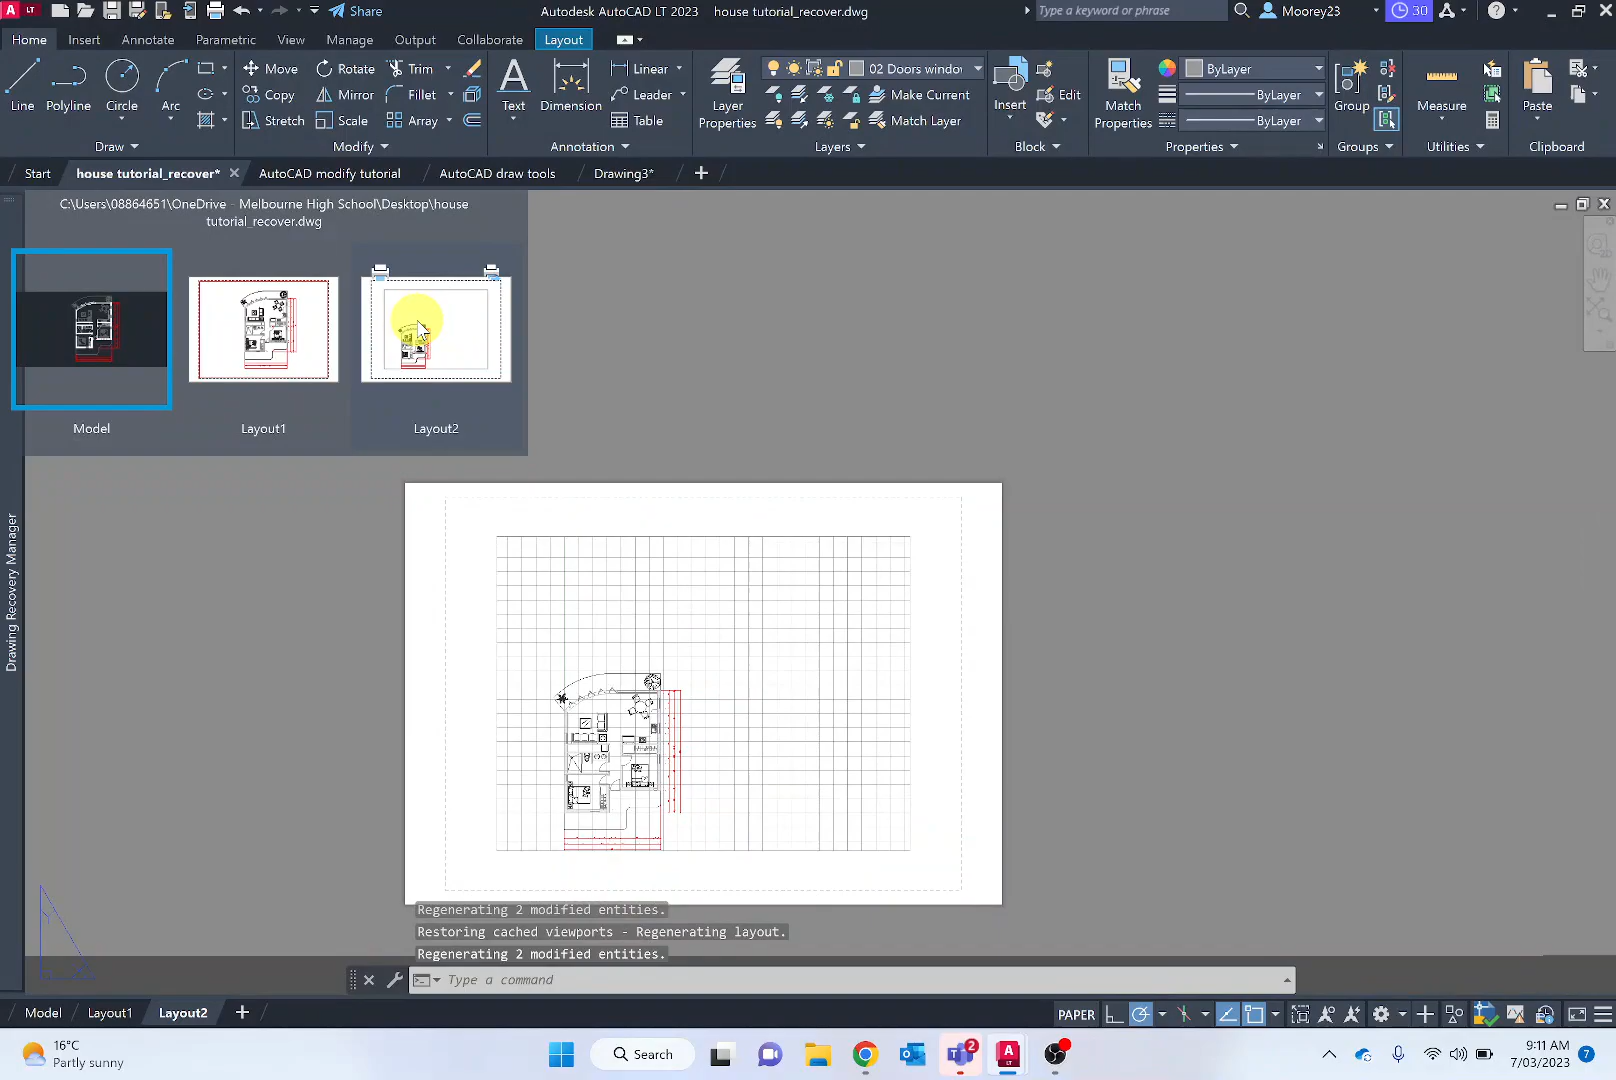 A LT
Share
Autodesk AutoCAD LT 2023 house tutorial_recover.dwg
Type a keyword or phrase
Moorey23
30
Home Insert Annotate Parametric View Manage Output Collaborate Layout
Line Polyline Circle Arc
Draw
Move Rotate Trim
Copy Mirror Fillet
Stretch Scale Array
Modify
Text Dimension
Linear
Leader
Table
Annotation
Layer
Properties
02 Doors window
Make Current
Match Layer
Layers
Insert
Edit
Block
Match
Properties
ByLayer
ByLayer
ByLayer
Properties
Group
Groups
Measure
Utilities
Paste
Clipboard
Start house tutorial_recover* AutoCAD modify tutorial AutoCAD draw tools Drawing3*
C:\Users\08864651\OneDrive - Melbourne High School\Desktop\house
tutorial_recover.dwg
Model Layout1 Layout2
Drawing Recovery Manager
Regenerating 2 modified entities.
Restoring cached viewports - Regenerating layout.
Regenerating 2 modified entities.
Type a command
Model Layout1 Layout2
PAPER
16°C
Partly sunny
Search
2
A
LT
9:11 AM
7/03/2023
7